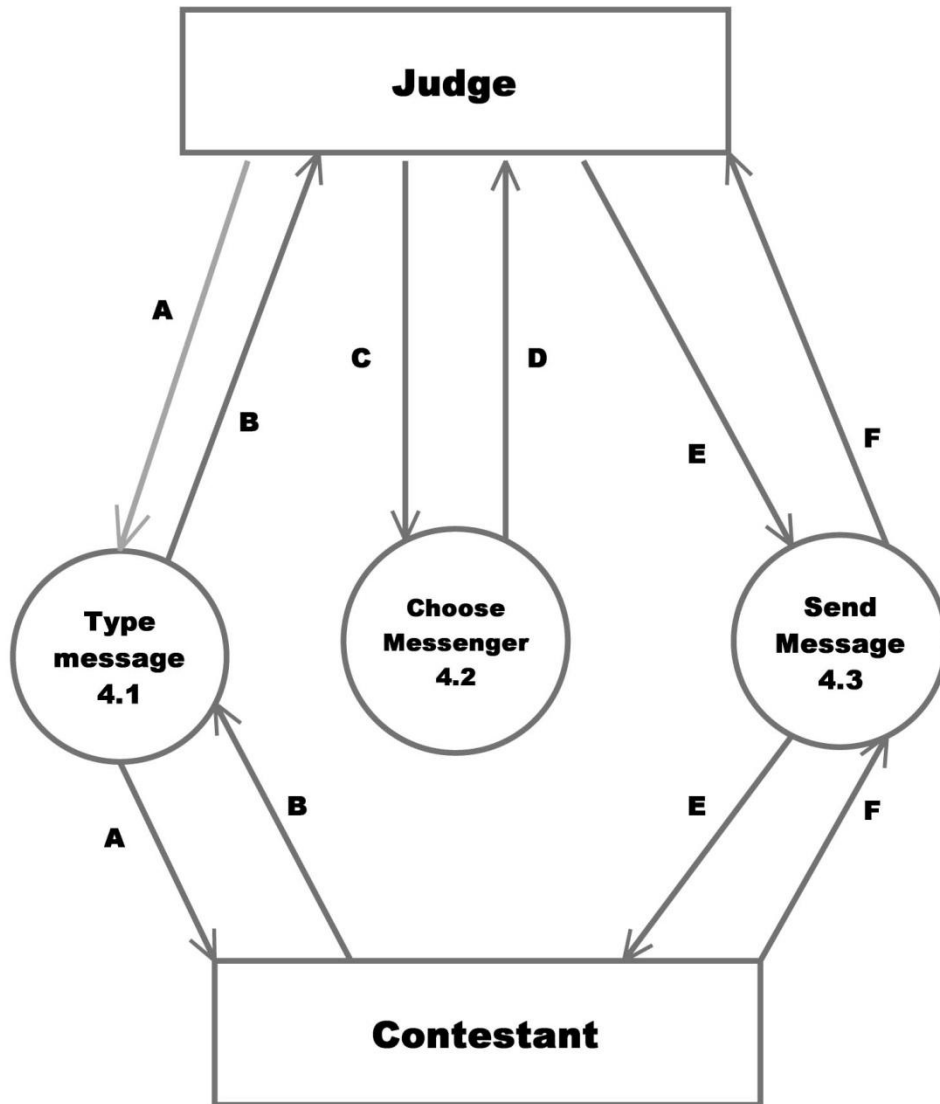 Judge
A
B
C
D
E
F
Type
message
4.1
Choose
Messenger
4.2
Send
Message
4.3
A
B
E
F
Contestant